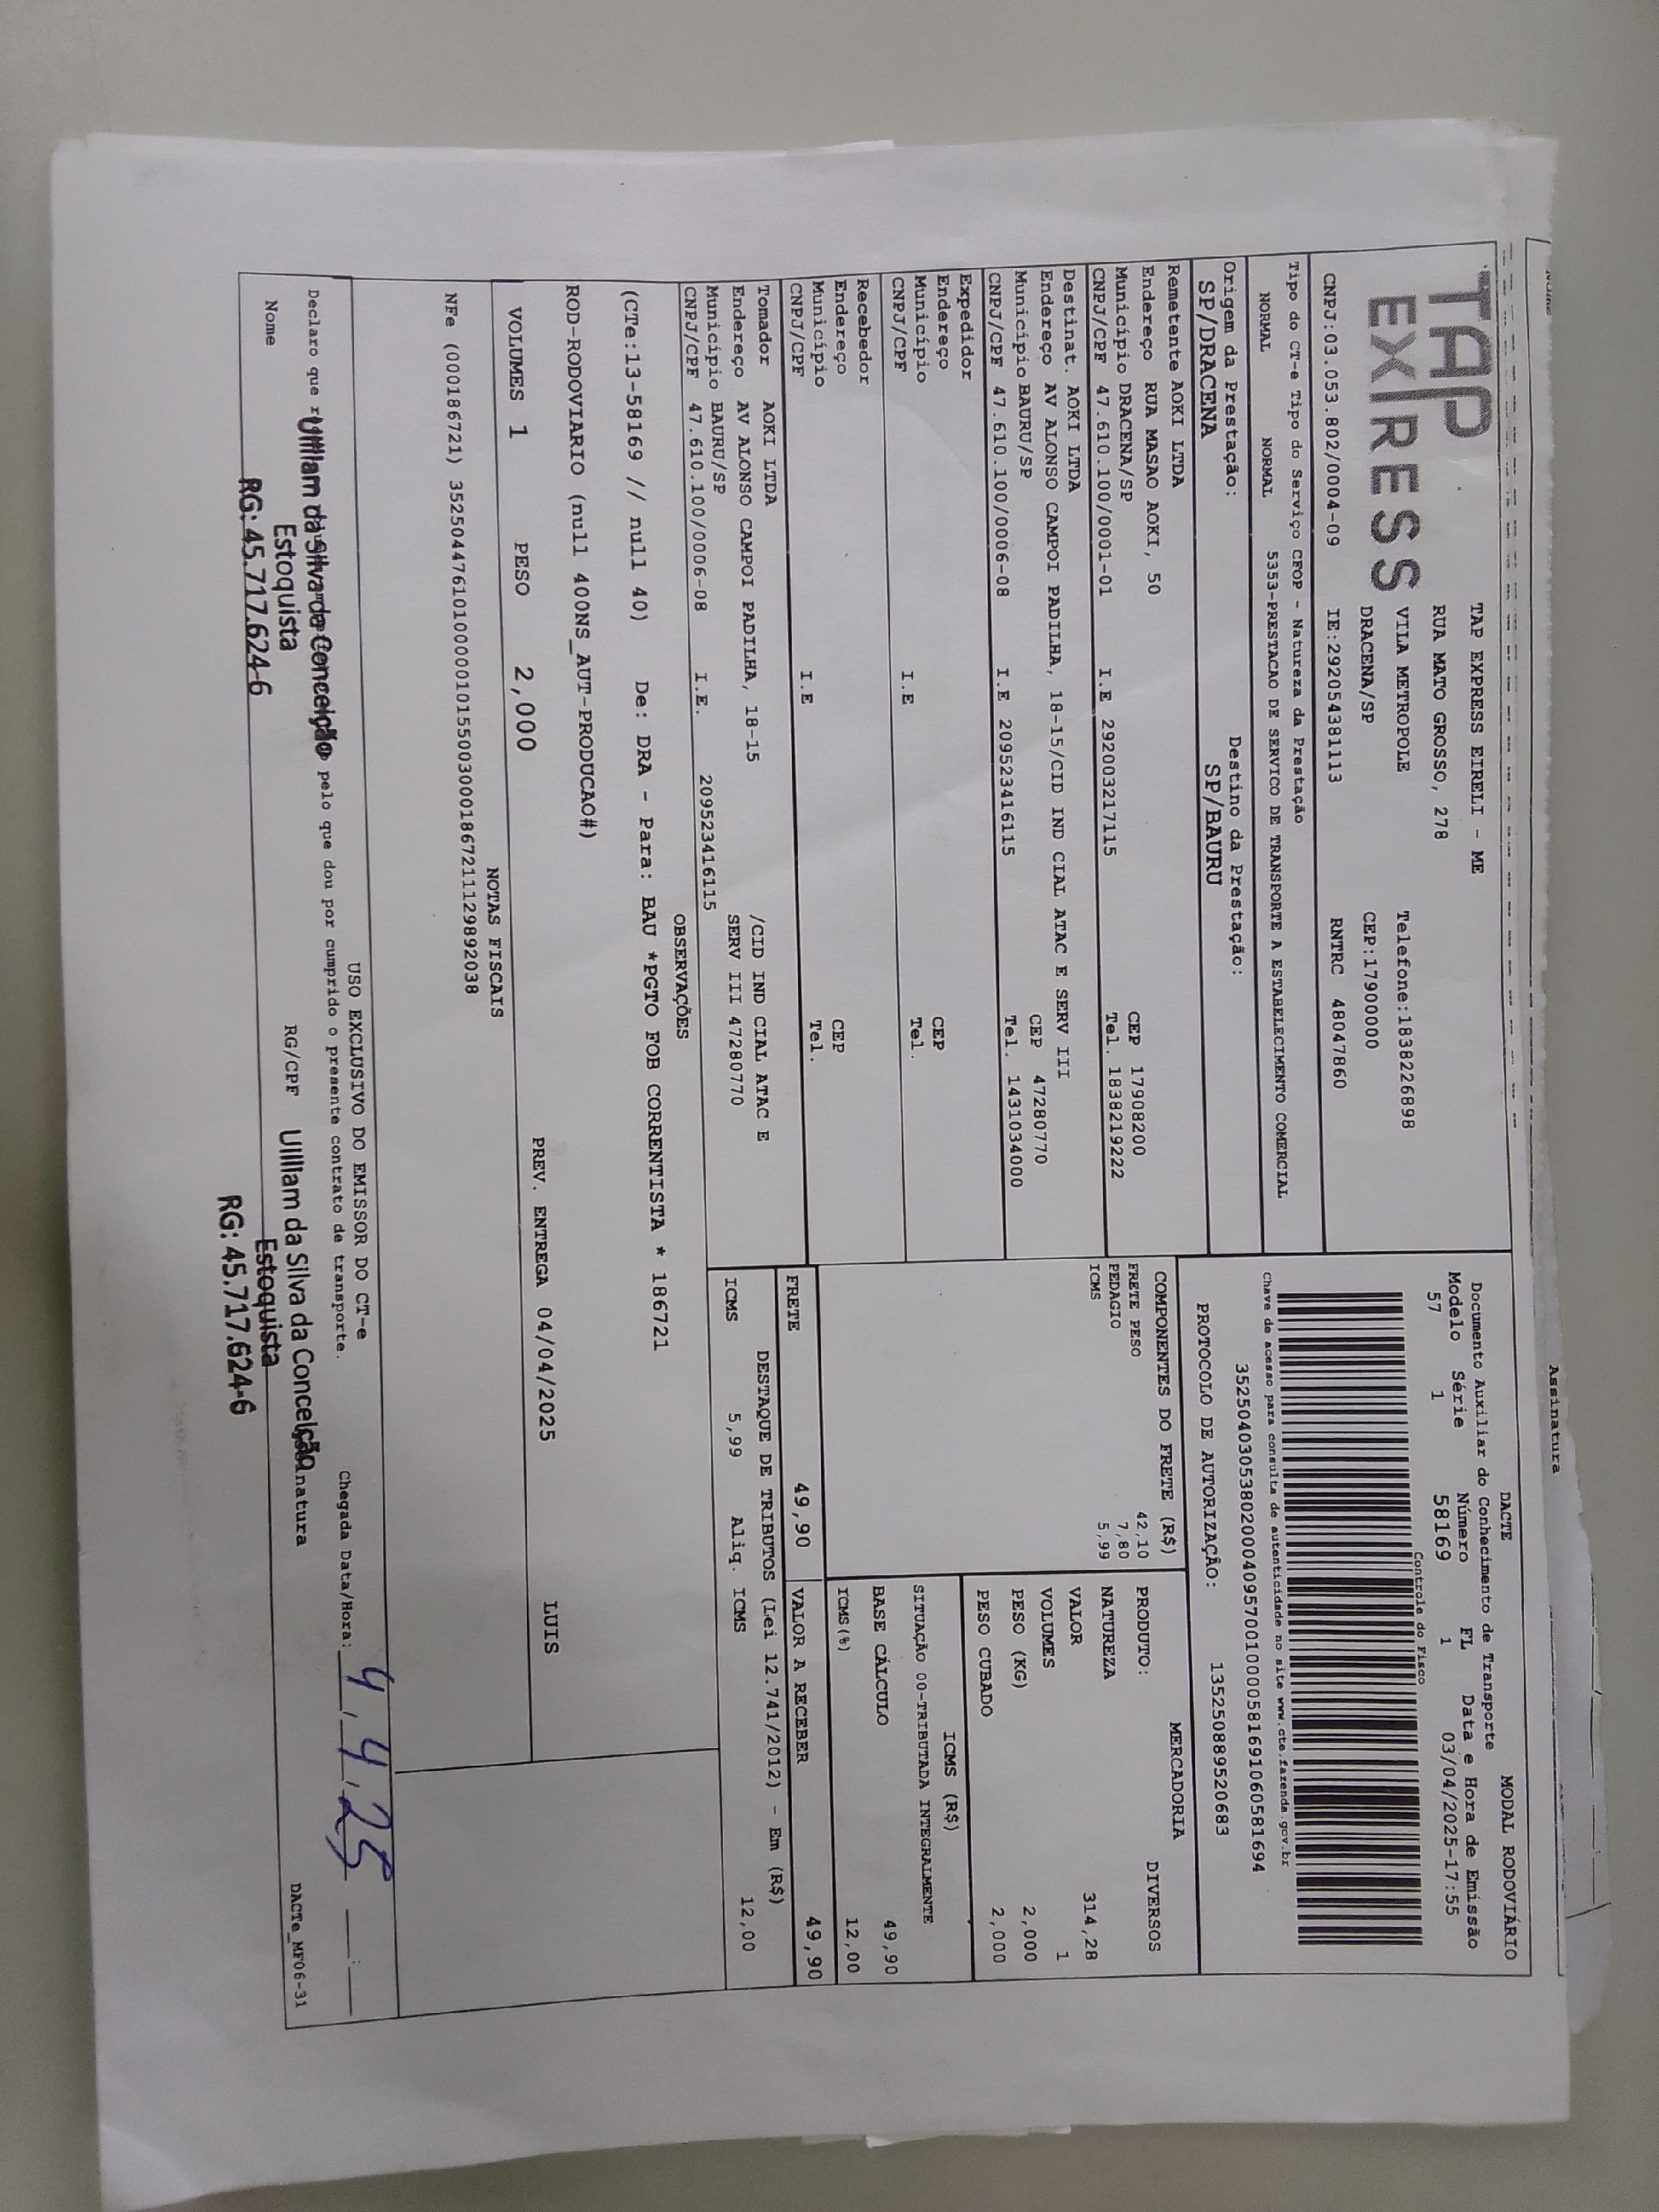 Nome
Assinatura
TAP
EXPRESS
TAP EXPRESS EIRELI - ME
RUA MATO GROSSO, 278
VILA METROPOLE
Telefone:1838226898
DRACENA/SP
CEP:17900000
CNPJ:03.053.802/0004-09 IE:292054381113 RNTRC 48047860
DACTE MODAL RODOVIÁRIO
Documento Auxiliar do Conhecimento de Transporte
Modelo Série Número FL Data e Hora de Emissão
57 1 58169 1 03/04/2025-17:55
Controle do Fisco
Chave de acesso para consulta de autenticidade no site www.cte.fazenda.gov.br
35250403053802000409570010000581691060581694
PROTOCOLO DE AUTORIZAÇÃO: 135250889520683
Tipo do CT-e Tipo do Serviço CFOP - Natureza da Prestação
NORMAL NORMAL 5353-PRESTACAO DE SERVICO DE TRANSPORTE A ESTABELECIMENTO COMERCIAL
Origem da Prestação: Destino da Prestação:
SP/DRACENA SP/BAURU
Remetente AOKI LTDA
Endereço RUA MASAO AOKI, 50
Município DRACENA/SP CEP 17908200
CNPJ/CPF 47.610.100/0001-01 I.E 292003217115 Tel. 1838219222
Destinat. AOKI LTDA
Endereço AV ALONSO CAMPOI PADILHA, 18-15/CID IND CIAL ATAC E SERV III
Município BAURU/SP CEP 47280770
CNPJ/CPF 47.610.100/0006-08 I.E 209523416115 Tel. 1431034000
Expedidor
Endereço
Município CEP
CNPJ/CPF I.E Tel.
Recebedor
Endereço
Município CEP
CNPJ/CPF I.E Tel.
Tomador AOKI LTDA
Endereço AV ALONSO CAMPOI PADILHA, 18-15 /CID IND CIAL ATAC E
Município BAURU/SP SERV III 47280770
CNPJ/CPF 47.610.100/0006-08 I.E. 209523416115
COMPONENTES DO FRETE (R$)
FRETE PESO 42,10
PEDAGIO 7,80
ICMS 5,99
MERCADORIA
PRODUTO: DIVERSOS
NATUREZA
VALOR 314,28
VOLUMES 1
PESO (KG) 2,000
PESO CUBADO 2,000
ICMS (R$)
SITUAÇÃO 00-TRIBUTADA INTEGRALMENTE
BASE CÁLCULO 49,90
ICMS(%) 12,00
FRETE 49,90 VALOR A RECEBER 49,90
DESTAQUE DE TRIBUTOS (Lei 12.741/2012) - Em (R$)
ICMS 5,99 Aliq. ICMS 12,00
OBSERVAÇÕES
(CTe:13-58169 // null 40) De: DRA - Para: BAU *PGTO FOB CORRENTISTA * 186721
ROD-RODOVIARIO (null 400NS_AUT-PRODUCAO#)
VOLUMES 1 PESO 2,000 PREV. ENTREGA 04/04/2025 LUIS
NOTAS FISCAIS
NFe (000186721) 35250447610100000101550030001867211129892038
USO EXCLUSIVO DO EMISSOR DO CT-e
Declaro que pelo que dou por cumprido o presente contrato de transporte. Chegada Data/Hora: 4/4/25 __:__
Uilliam da Silva da Conceição
Estoquista
RG: 45.717.624-6
Nome RG/CPF Assinatura DACTe_MF06-31
Uilliam da Silva da Conceição
Estoquista
RG: 45.717.624-6